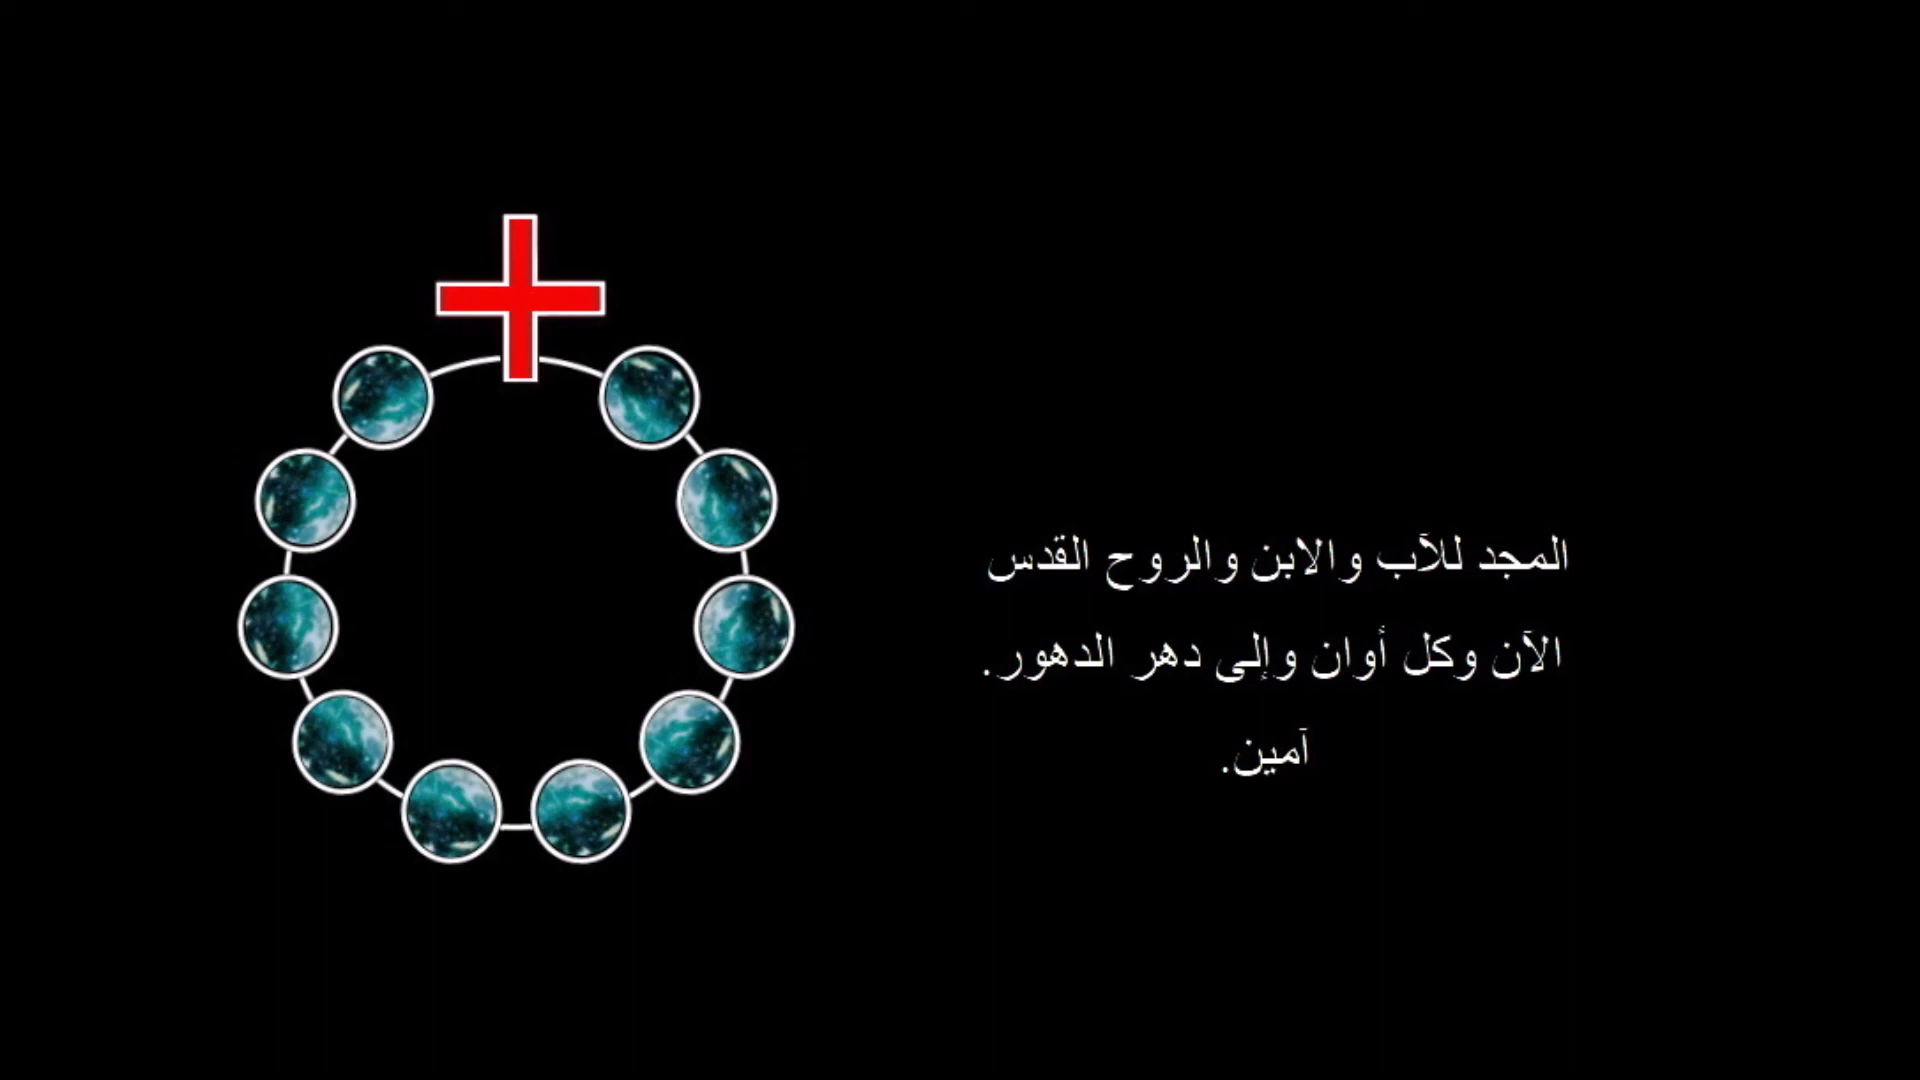 المجد للآب والابن والروح القدس
الآن وكل أوان وإلى دهر الدهور.
آمين.